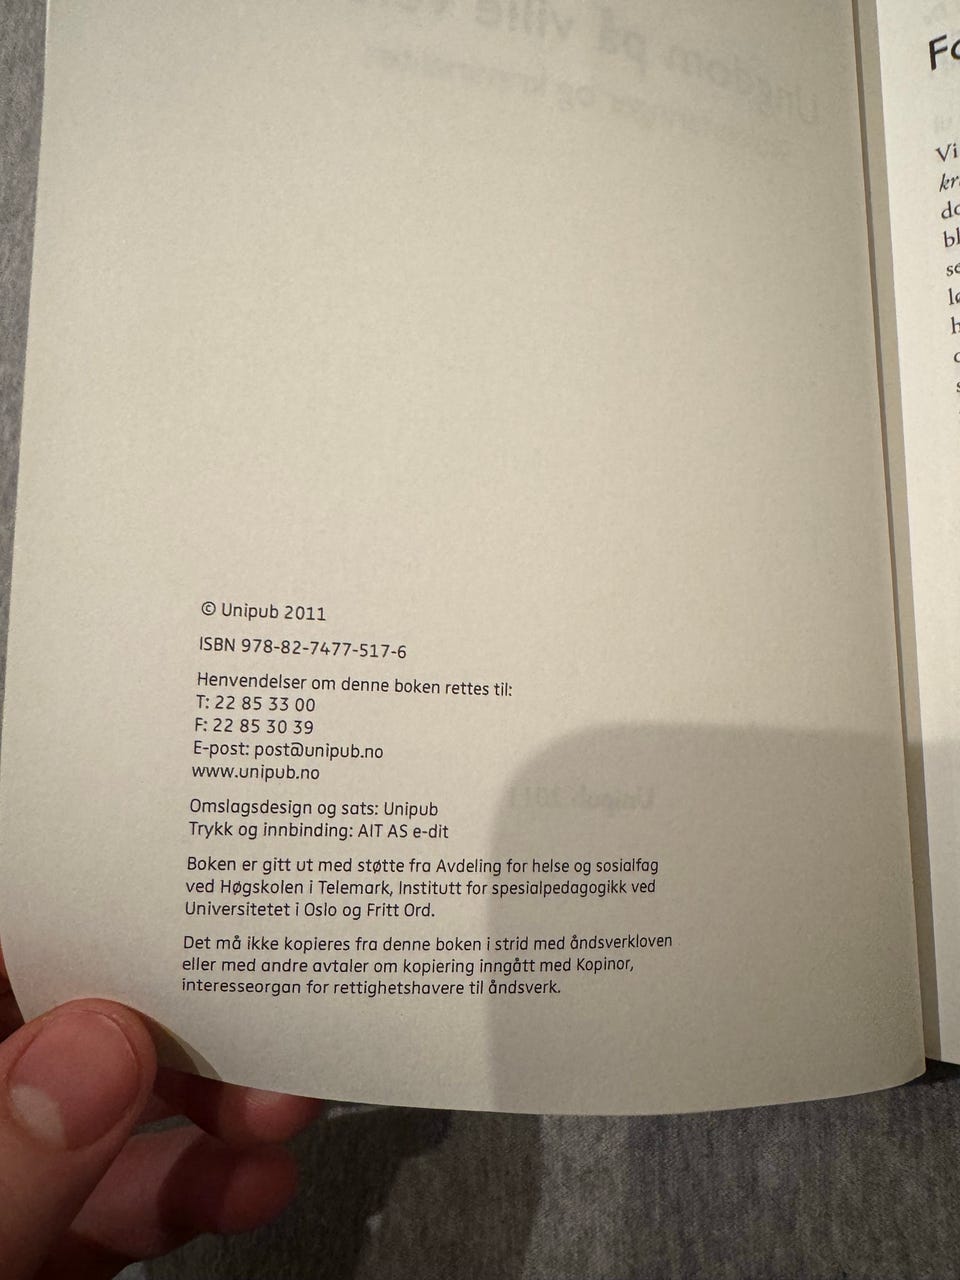 © Unipub 2011
ISBN 978-82-7477-517-6
Henvendelser om denne boken rettes til:
T: 22 85 33 00
F: 22 85 30 39
E-post: post@unipub.no
www.unipub.no
Omslagsdesign og sats: Unipub
Trykk og innbinding: AIT AS e-dit
Boken er gitt ut med støtte fra Avdeling for helse og sosialfag
ved Høgskolen i Telemark, Institutt for spesialpedagogikk ved
Universitetet i Oslo og Fritt Ord.
Det må ikke kopieres fra denne boken i strid med åndsverkloven
eller med andre avtaler om kopiering inngått med Kopinor,
interesseorgan for rettighetshavere til åndsverk.
Vi